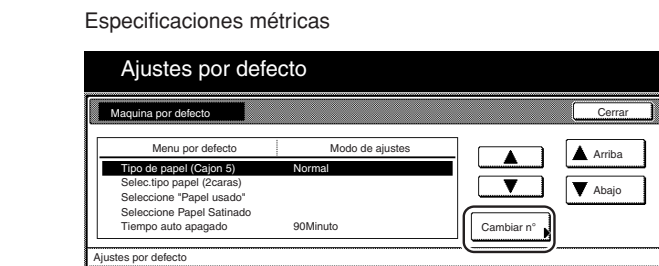 Especificaciones métricas
Ajustes por defecto
Maquina por defecto
Cerrar
Menu por defecto Modo de ajustes
Tipo de papel (Cajon 5) Normal
Selec.tipo papel (2caras)
Seleccione "Papel usado"
Seleccione Papel Satinado
Tiempo auto apagado 90Minuto
Arriba
Abajo
Cambiar n°
Ajustes por defecto